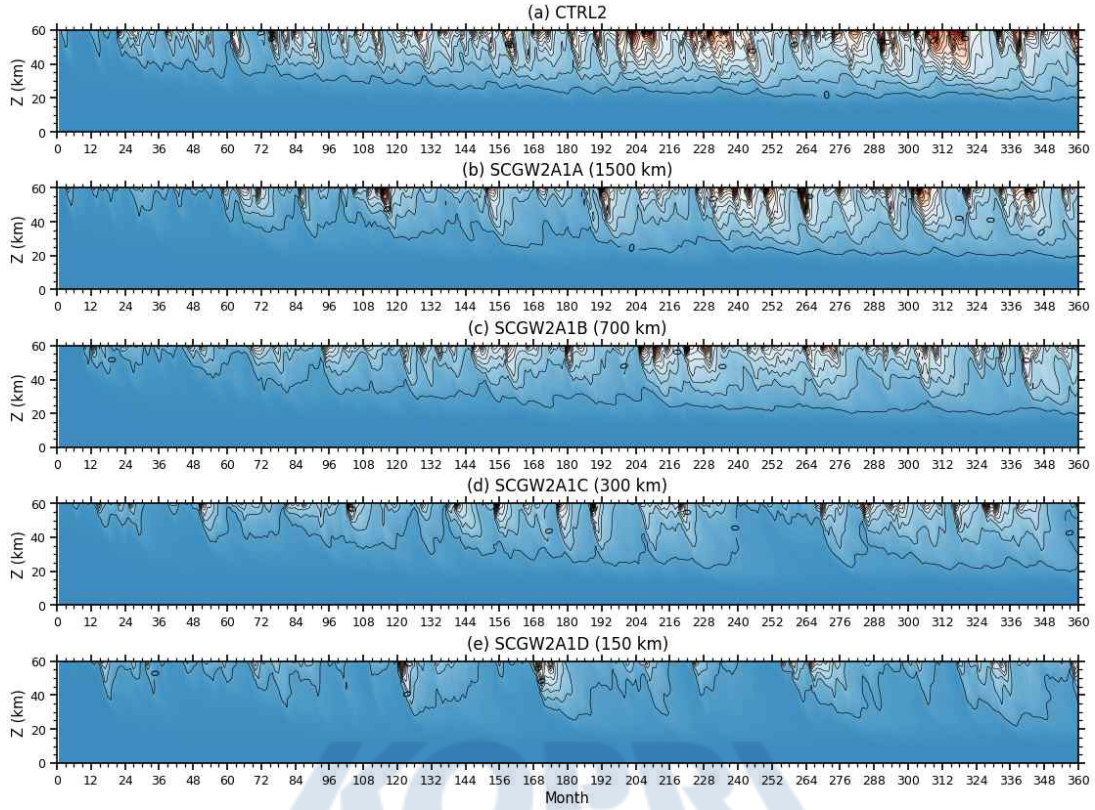 (a) CTRL2
60
40
20
0
Z (km)
0
0 12 24 36 48 60 72 84 96 108 120 132 144 156 168 180 192 204 216 228 240 252 264 276 288 300 312 324 336 348 360
(b) SCGW2A1A (1500 km)
60
40
20
0
Z (km)
0
0 12 24 36 48 60 72 84 96 108 120 132 144 156 168 180 192 204 216 228 240 252 264 276 288 300 312 324 336 348 360
(c) SCGW2A1B (700 km)
60
40
20
0
Z (km)
0 12 24 36 48 60 72 84 96 108 120 132 144 156 168 180 192 204 216 228 240 252 264 276 288 300 312 324 336 348 360
(d) SCGW2A1C (300 km)
60
40
20
0
Z (km)
0 12 24 36 48 60 72 84 96 108 120 132 144 156 168 180 192 204 216 228 240 252 264 276 288 300 312 324 336 348 360
(e) SCGW2A1D (150 km)
60
40
20
0
Z (km)
0 12 24 36 48 60 72 84 96 108 120 132 144 156 168 180 192 204 216 228 240 252 264 276 288 300 312 324 336 348 360
Month
KOPRI